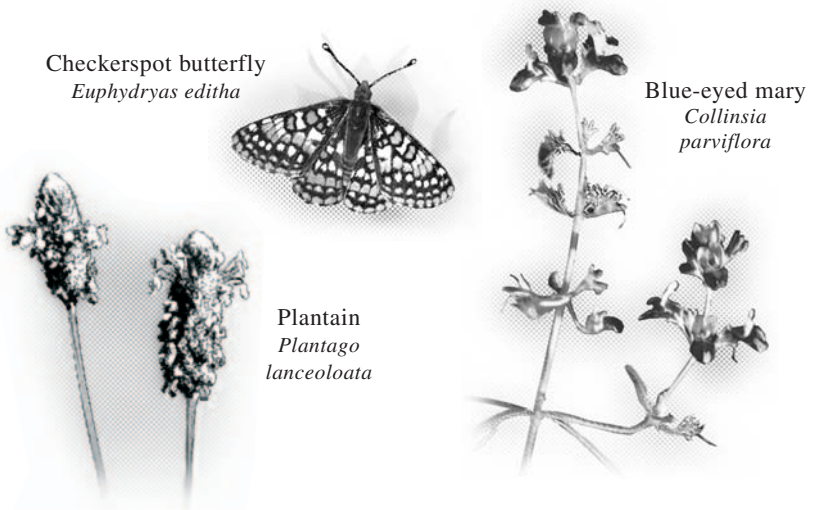 Checkerspot butterfly
Euphydryas editha
Blue-eyed mary
Collinsia
parviflora
Plantain
Plantago
lanceoloata